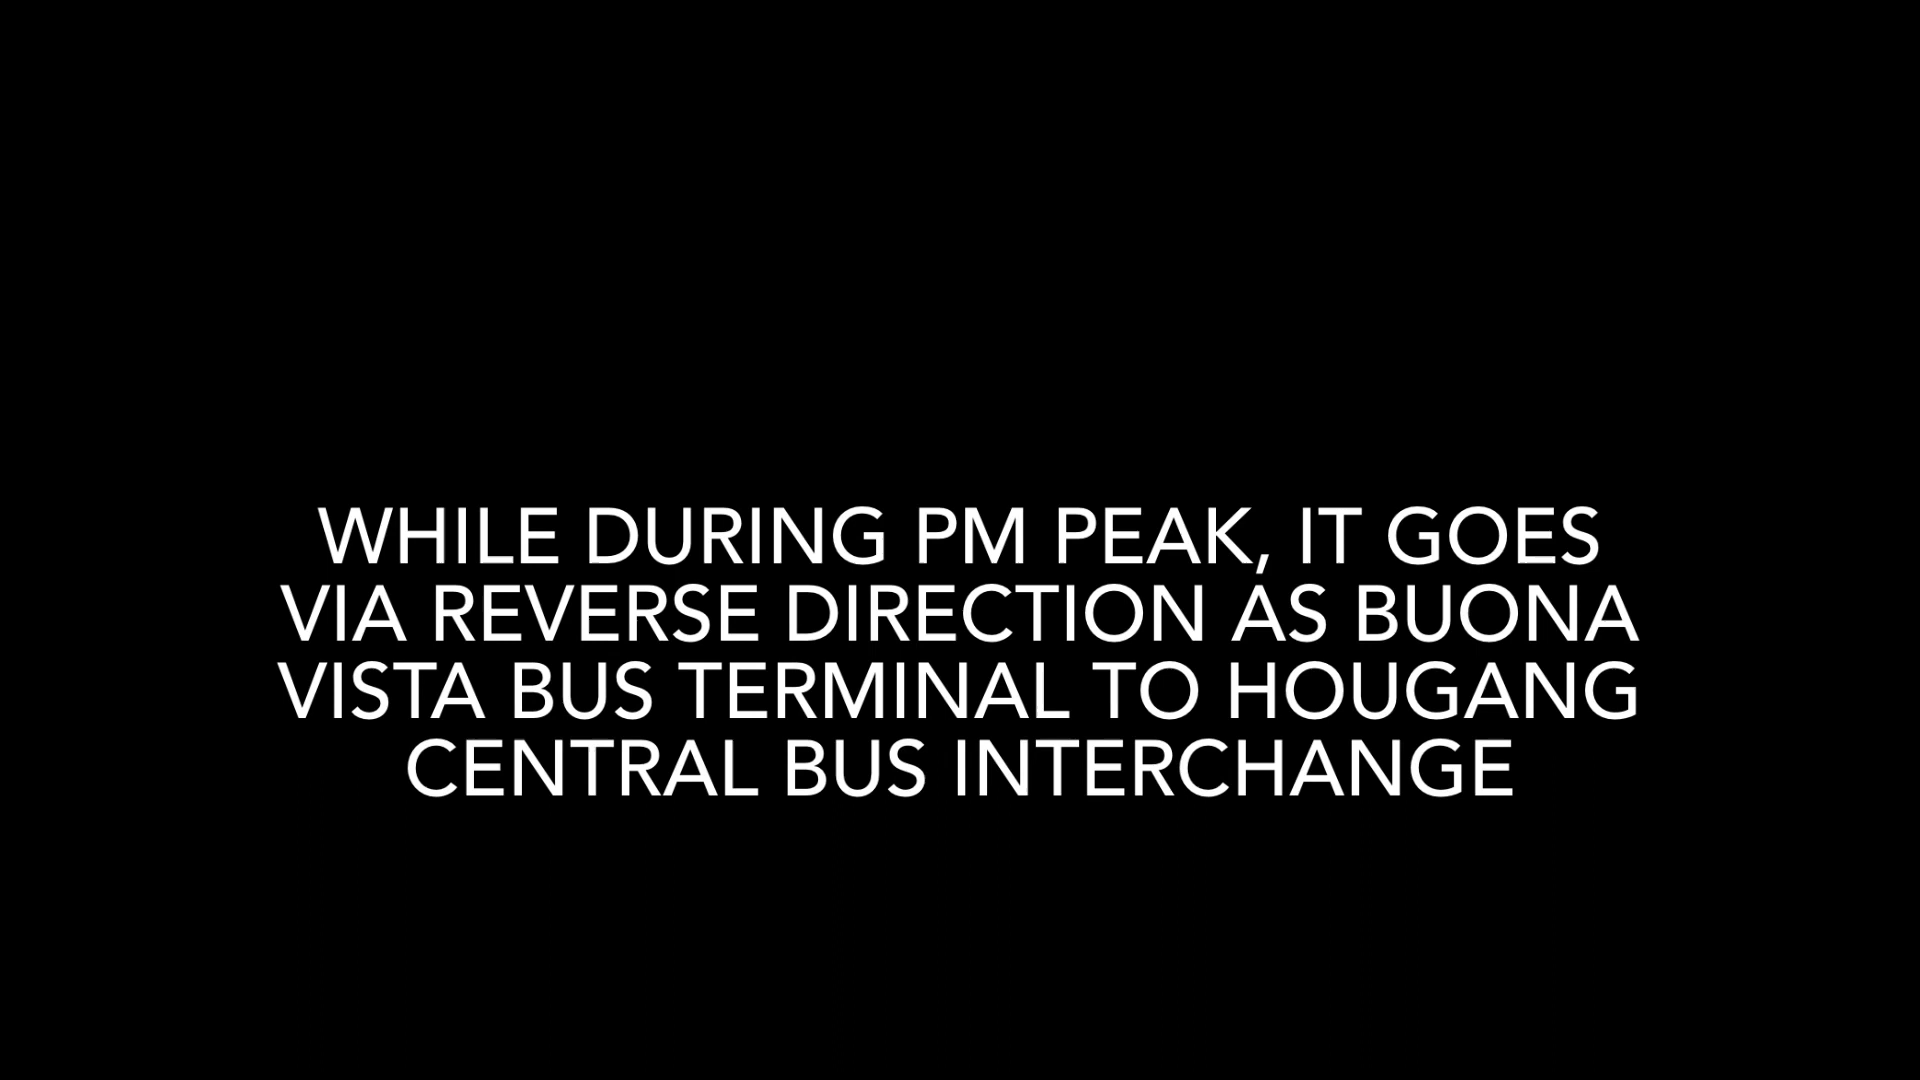 WHILE DURING PM PEAK, IT GOES
VIA REVERSE DIRECTION AS BUONA
VISTA BUS TERMINAL TO HOUGANG
CENTRAL BUS INTERCHANGE